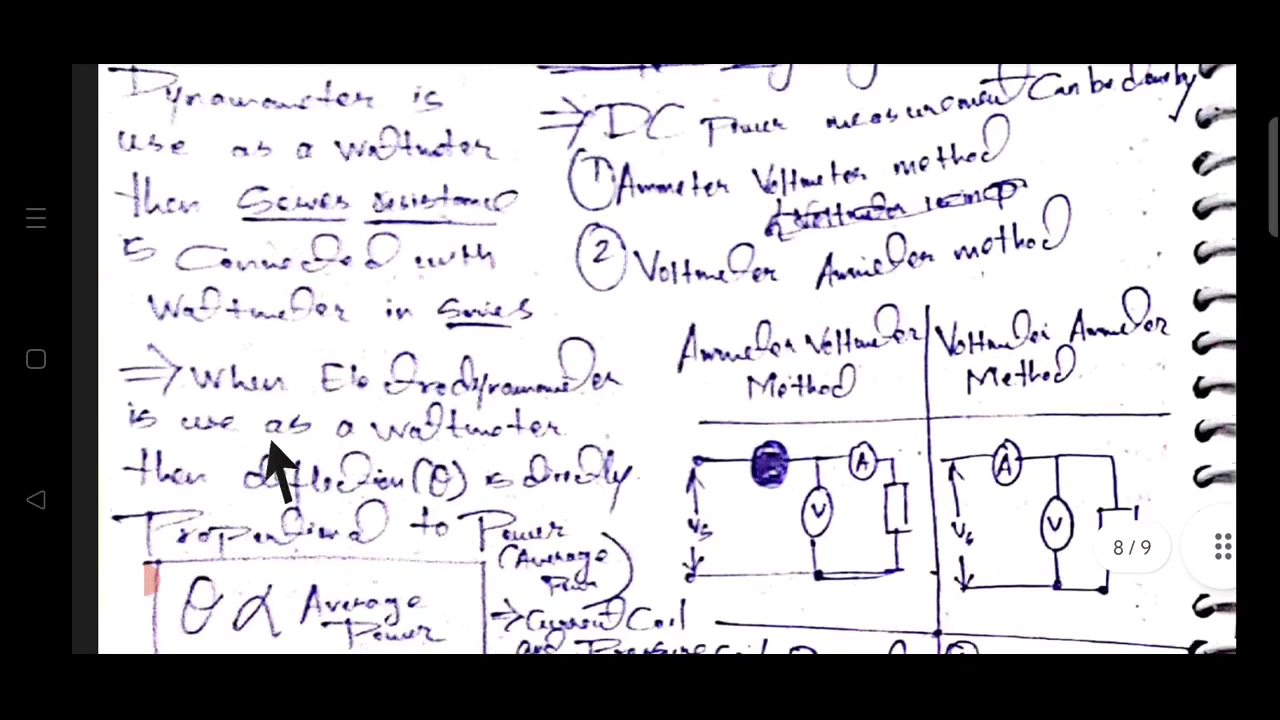 Dynamometer is
use as a wattmeter
then Series resistance
is Connected with
Wattmeter in Series
⇒ When Electrodynamometer
is use as a wattmeter
then deflection (θ) is directly
Proportional to Power
(Average
Power)
θ α Average
Power
→ Current Coil
and Pressure Coil
⇒ DC Power measurement Can be done by
① Ammeter Voltmeter method
② Voltmeter Ammeter method
Ammeter Voltmeter
Method
Voltmeter Ammeter
Method
A
V
Vs
A
V
Vs
8/9